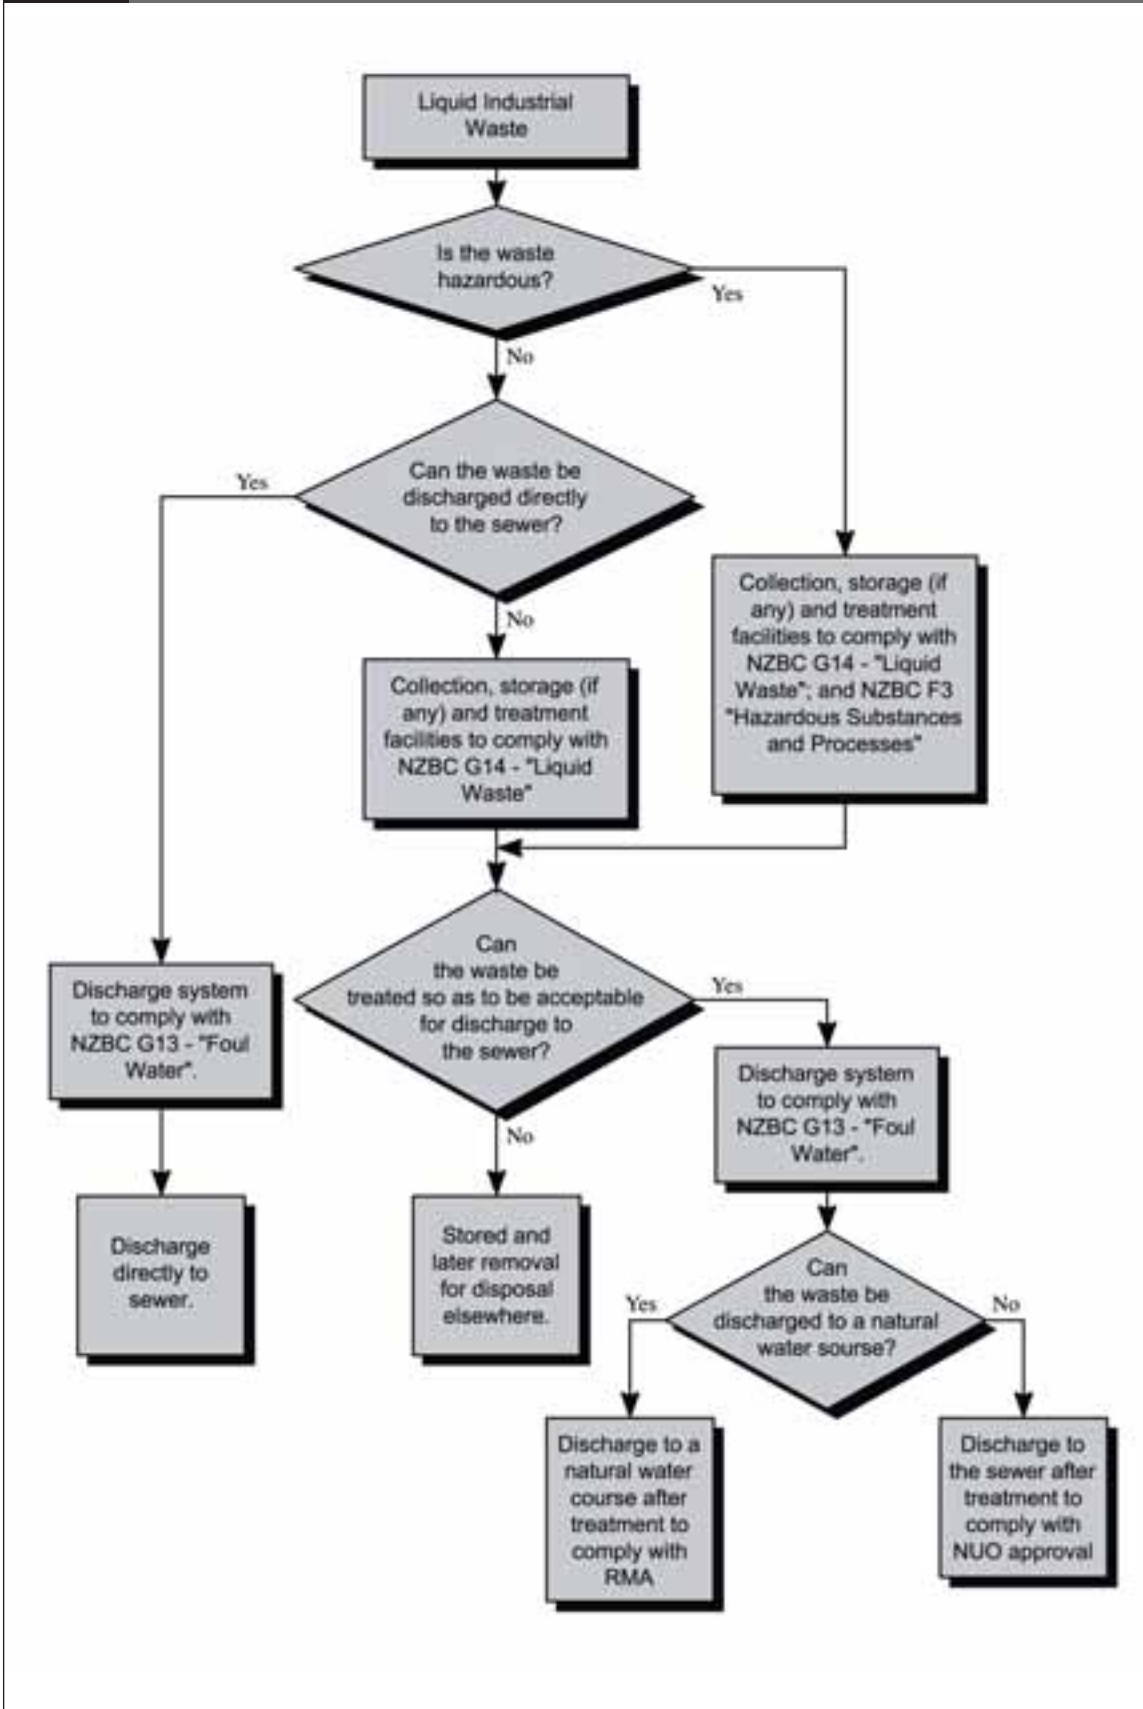 Liquid Industrial
Waste
Is the waste
hazardous?
Yes
No
Can the waste be
discharged directly
to the sewer?
Yes
No
Collection, storage (if
any) and treatment
facilities to comply with
NZBC G14 - "Liquid
Waste"; and NZBC F3
"Hazardous Substances
and Processes"
Collection, storage (if
any) and treatment
facilities to comply with
NZBC G14 - "Liquid
Waste"
Can
the waste be
treated so as to be acceptable
for discharge to
the sewer?
Yes
No
Discharge system
to comply with
NZBC G13 - "Foul
Water".
Discharge system
to comply with
NZBC G13 - "Foul
Water".
Discharge
directly to
sewer.
Stored and
later removal
for disposal
elsewhere.
Can
the waste be
discharged to a natural
water sourse?
Yes
No
Discharge to a
natural water
course after
treatment to
comply with
RMA
Discharge to
the sewer after
treatment to
comply with
NUO approval